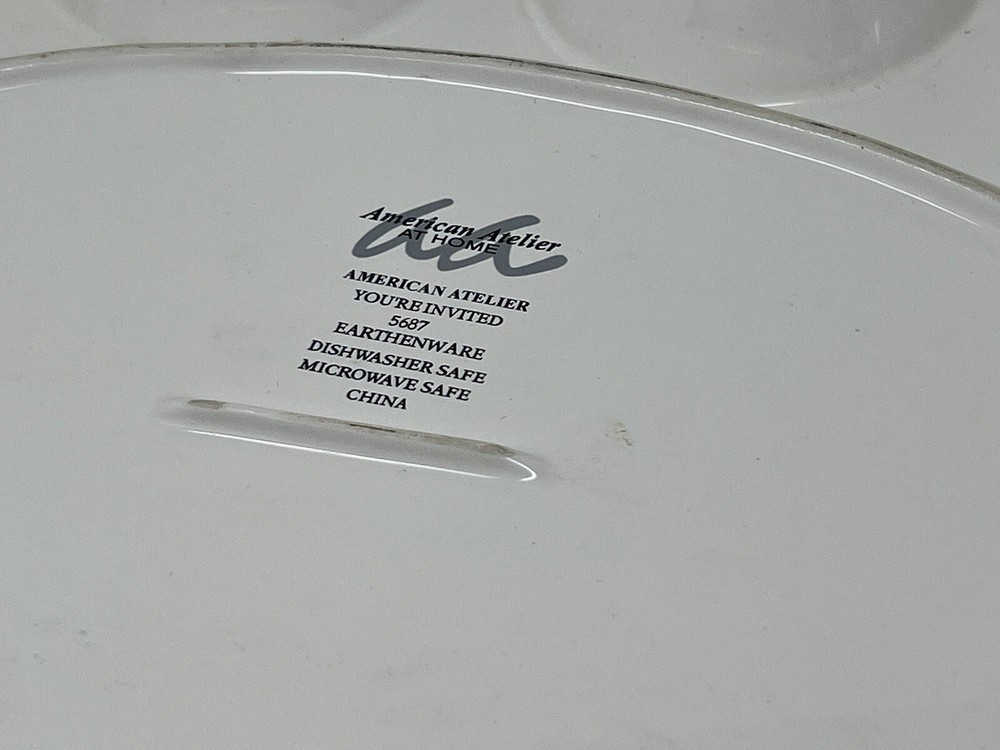 American Atelier
AT HOME
AMERICAN ATELIER
YOU'RE INVITED
5687
EARTHENWARE
DISHWASHER SAFE
MICROWAVE SAFE
CHINA